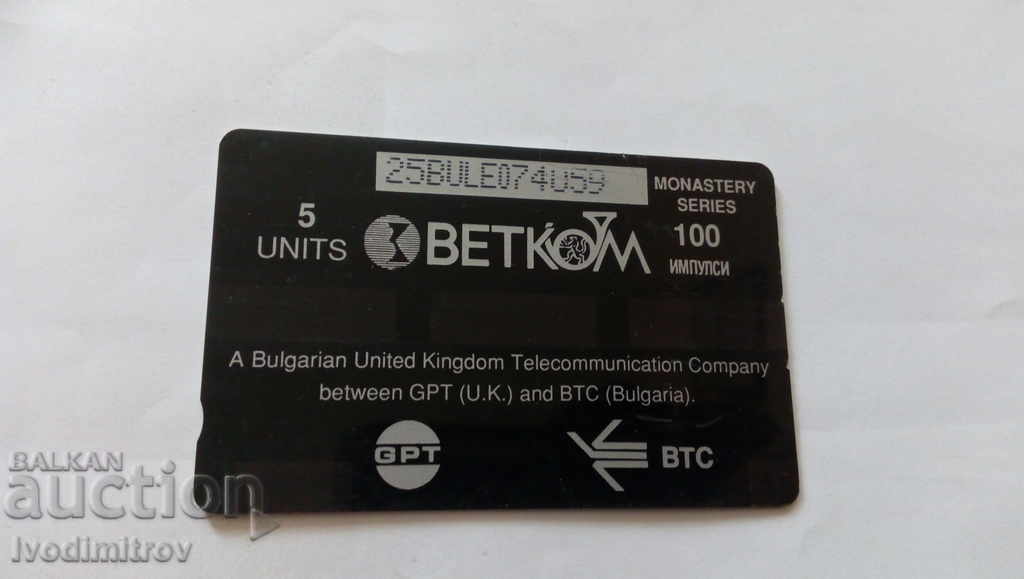 25BULE074U59
MONASTERY
SERIES
5
UNITS
BETKOM
100
ИМПУЛСИ
A Bulgarian United Kingdom Telecommunication Company
between GPT (U.K.) and BTC (Bulgaria).
GPT
BTC
BALKAN
auction
Ivodimitrov